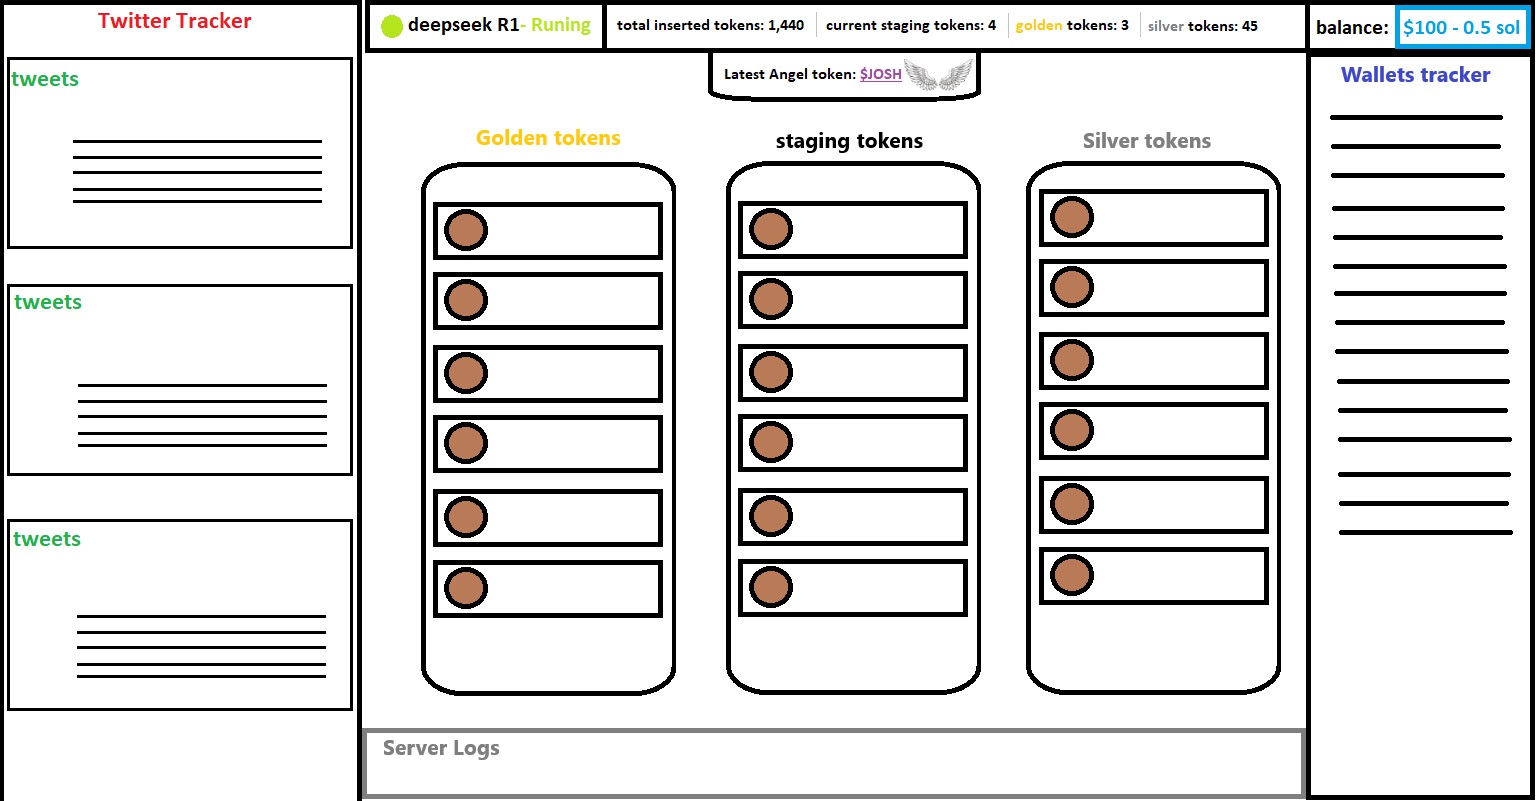 Twitter Tracker
tweets
tweets
tweets
deepseek R1- Runing
total inserted tokens: 1,440
current staging tokens: 4
golden tokens: 3
silver tokens: 45
balance: $100 - 0.5 sol
Latest Angel token: $JOSH
Golden tokens
staging tokens
Silver tokens
Server Logs
Wallets tracker